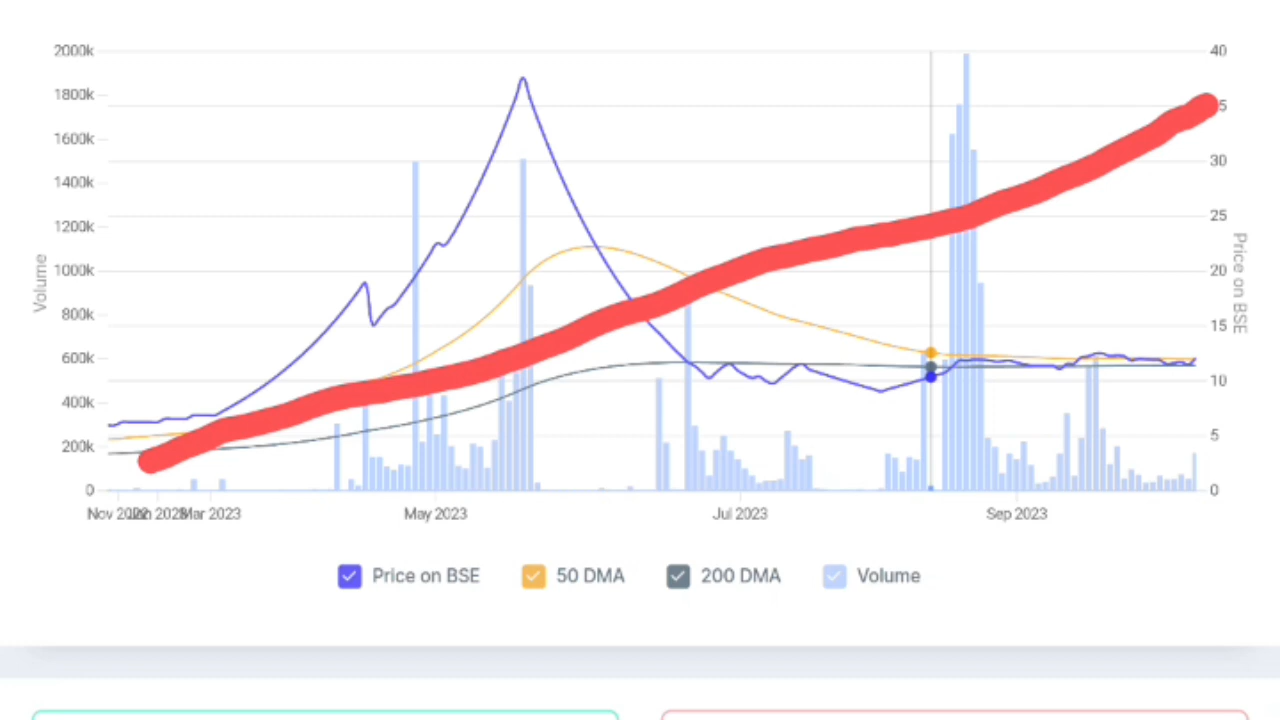 2000k
40
1800k
1600k
1400k
30
1200k
25
1000k
20
800k
15
600k
10
400k
200k
5
0
0
Volume
Price on BSE
Nov 2022
Jan 2023
Mar 2023
May 2023
Jul 2023
Sep 2023
Price on BSE
50 DMA
200 DMA
Volume